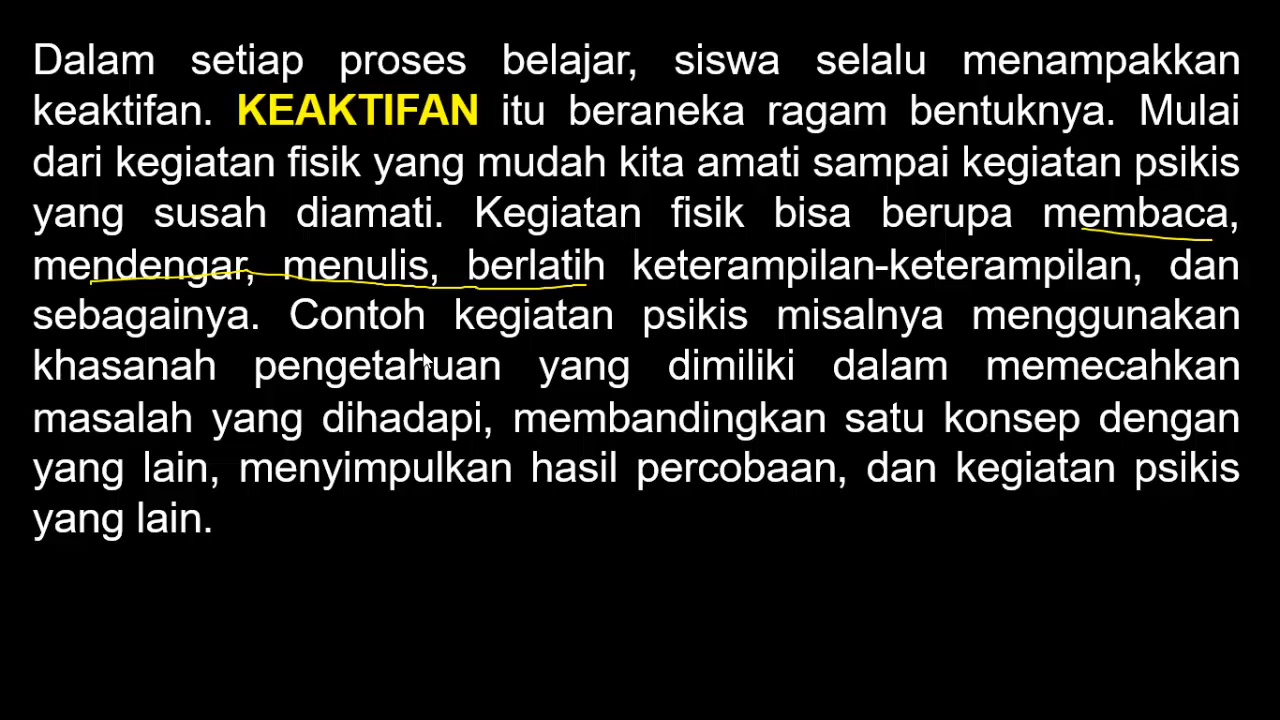 Dalam setiap proses belajar, siswa selalu menampakkan
keaktifan. KEAKTIFAN itu beraneka ragam bentuknya. Mulai
dari kegiatan fisik yang mudah kita amati sampai kegiatan psikis
yang susah diamati. Kegiatan fisik bisa berupa membaca,
mendengar, menulis, berlatih keterampilan-keterampilan, dan
sebagainya. Contoh kegiatan psikis misalnya menggunakan
khasanah pengetahuan yang dimiliki dalam memecahkan
masalah yang dihadapi, membandingkan satu konsep dengan
yang lain, menyimpulkan hasil percobaan, dan kegiatan psikis
yang lain.